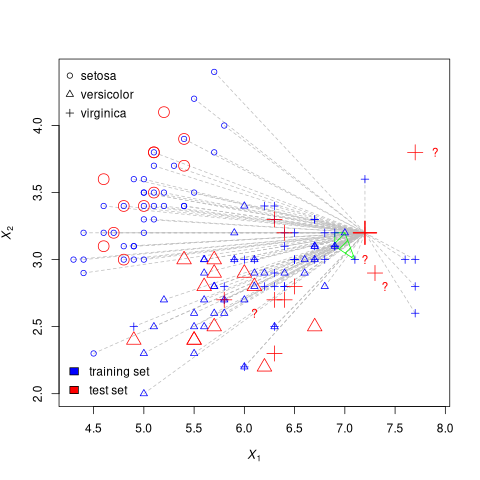 setosa
versicolor
virginica
?
?
?
?
training set
test set
X2
2.0 2.5 3.0 3.5 4.0
4.5 5.0 5.5 6.0 6.5 7.0 7.5 8.0
X1